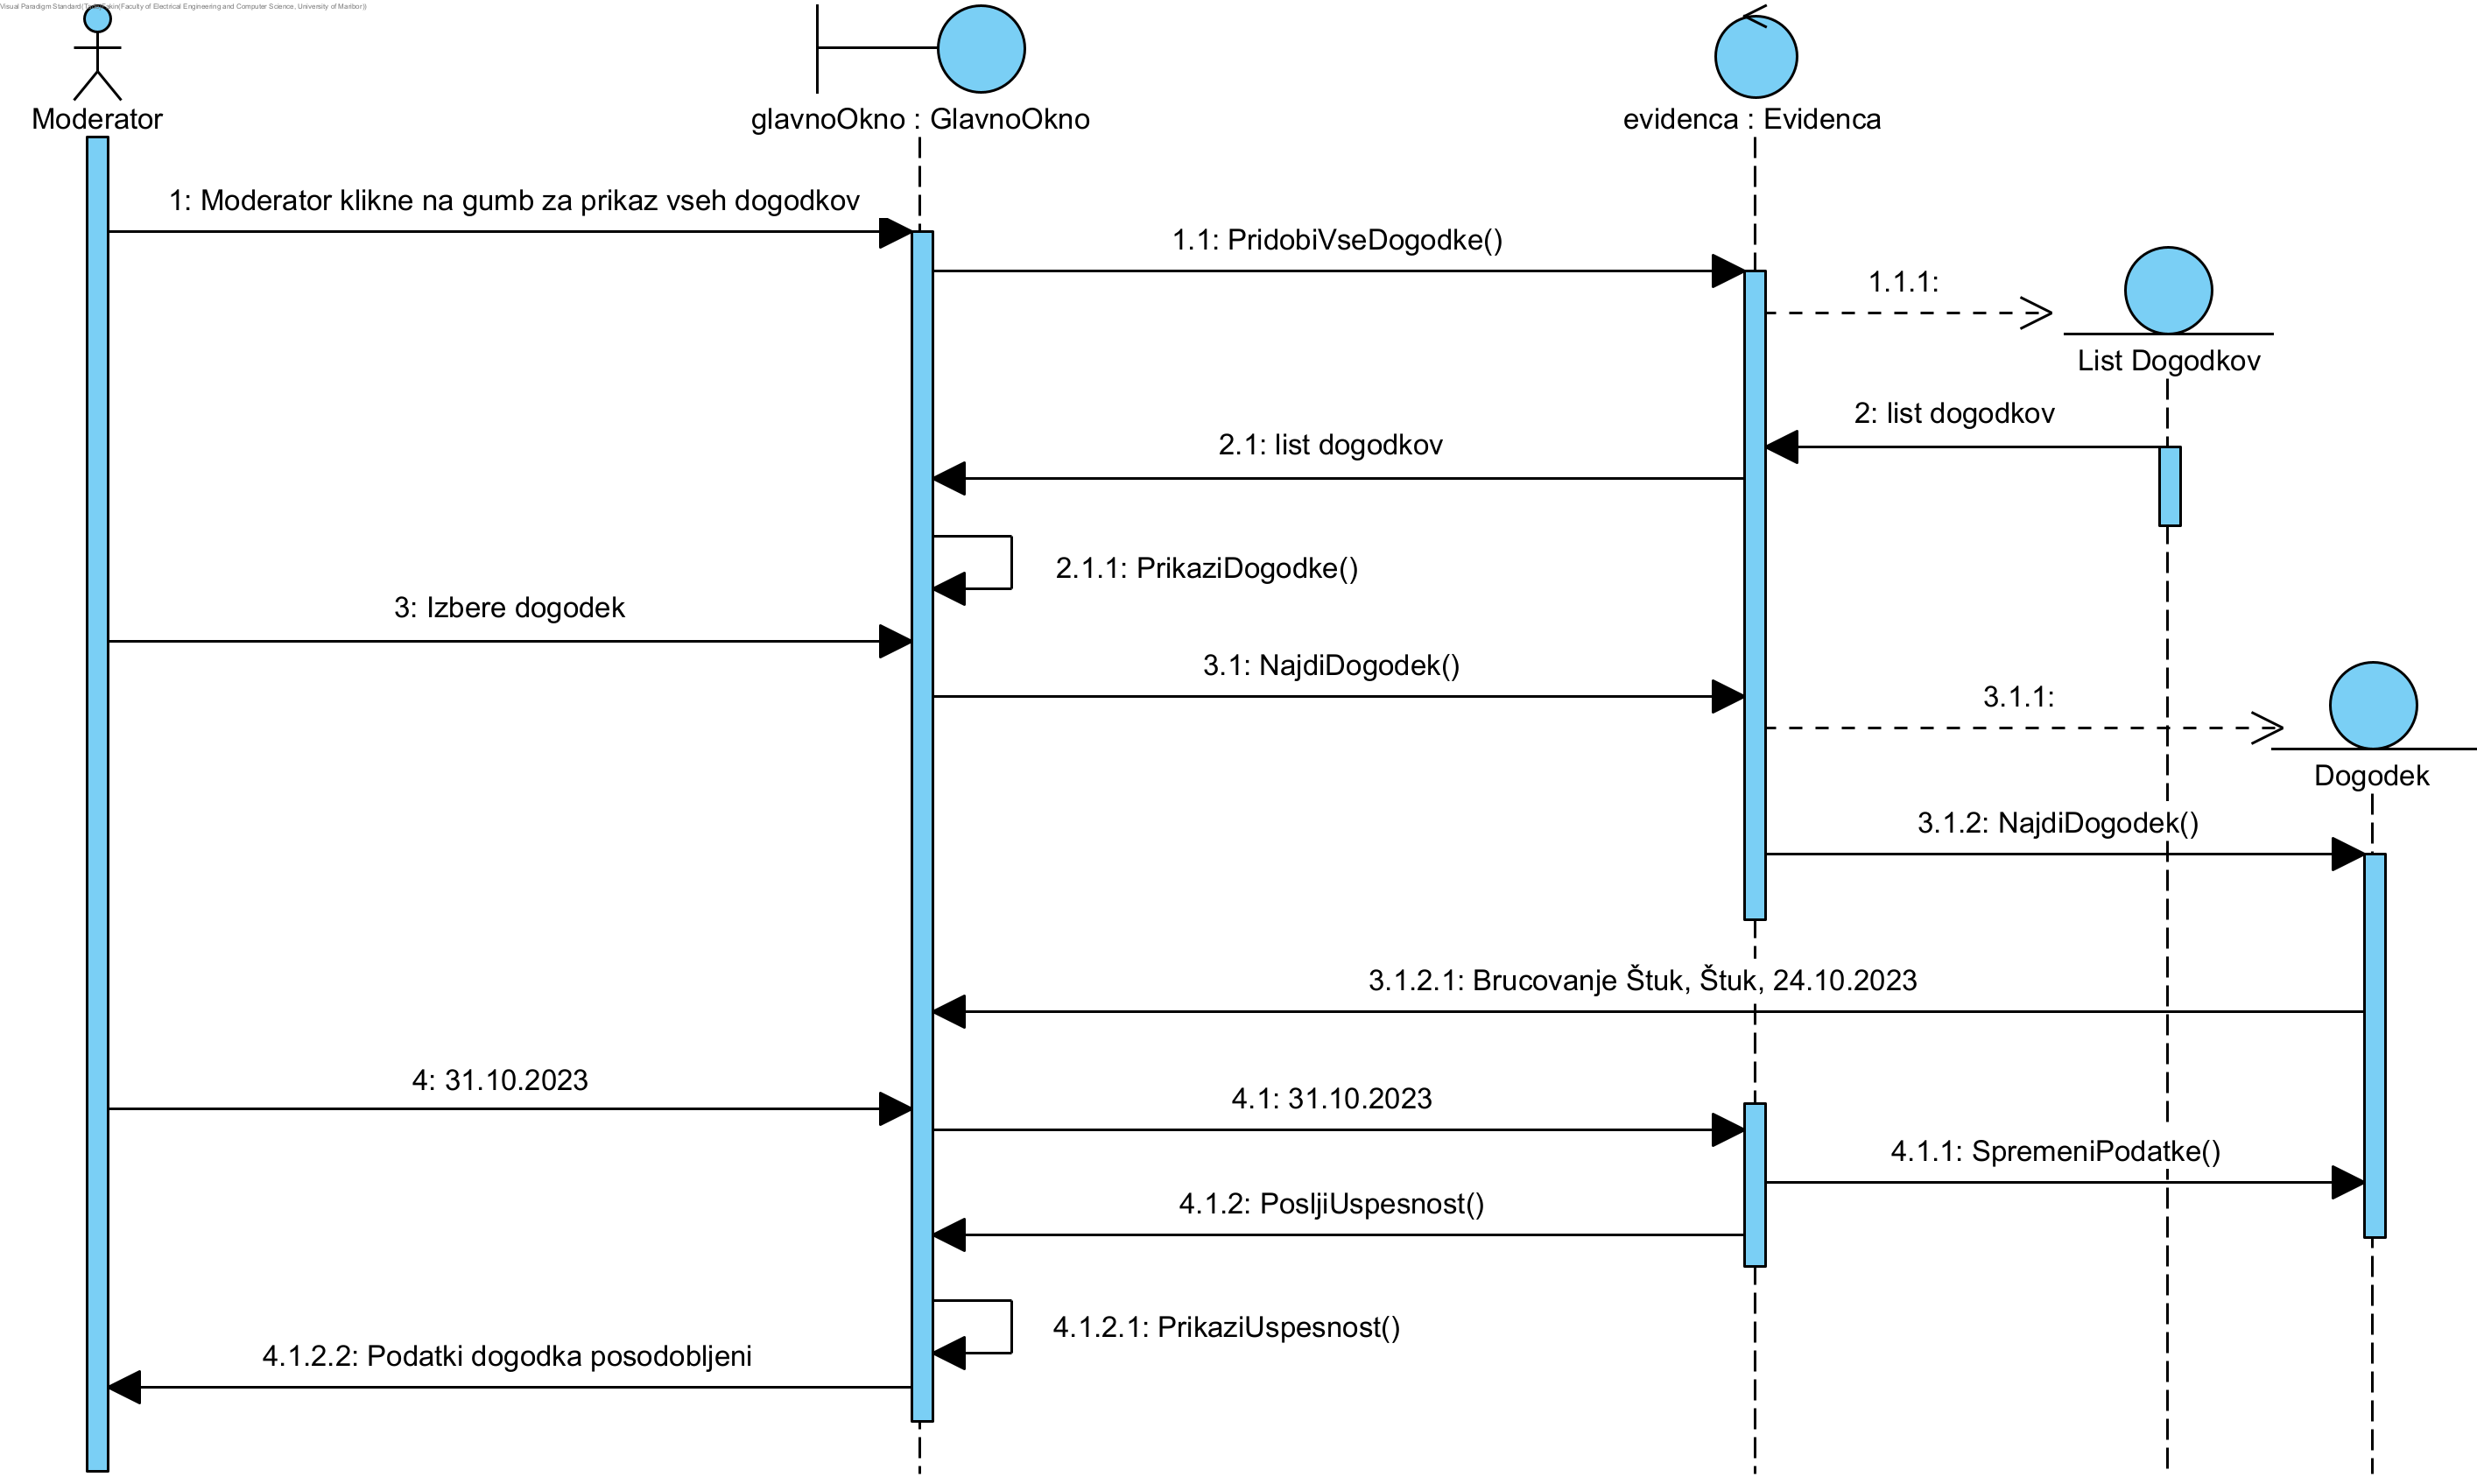 Moderator
glavnoOkno : GlavnoOkno
evidenca : Evidenca
1: Moderator klikne na gumb za prikaz vseh dogodkov
1.1: PridobiVseDogodke()
1.1.1:
List Dogodkov
2: list dogodkov
2.1: list dogodkov
2.1.1: PrikaziDogodke()
3: Izbere dogodek
3.1: NajdiDogodek()
3.1.1:
Dogodek
3.1.2: NajdiDogodek()
3.1.2.1: Brucovanje Štuk, Štuk, 24.10.2023
4: 31.10.2023
4.1: 31.10.2023
4.1.1: SpremeniPodatke()
4.1.2: PosljiUspesnost()
4.1.2.1: PrikaziUspesnost()
4.1.2.2: Podatki dogodka posodobljeni
Visual Paradigm Standard( (Faculty of Electrical Engineering and Computer Science, University of Maribor))